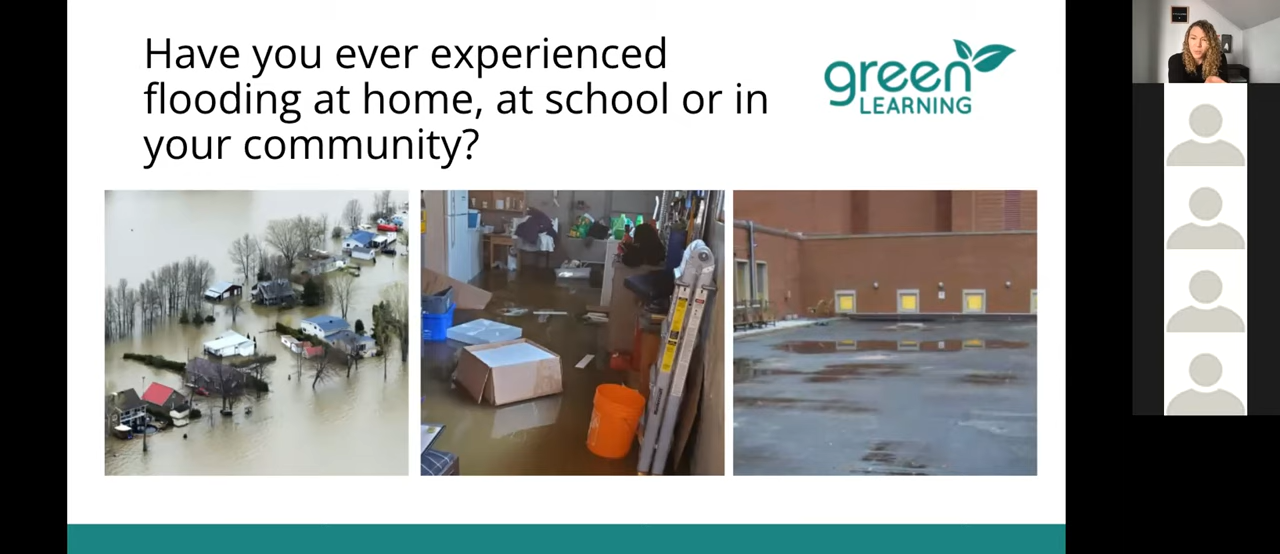 Have you ever experienced
flooding at home, at school or in
your community?
green
LEARNING